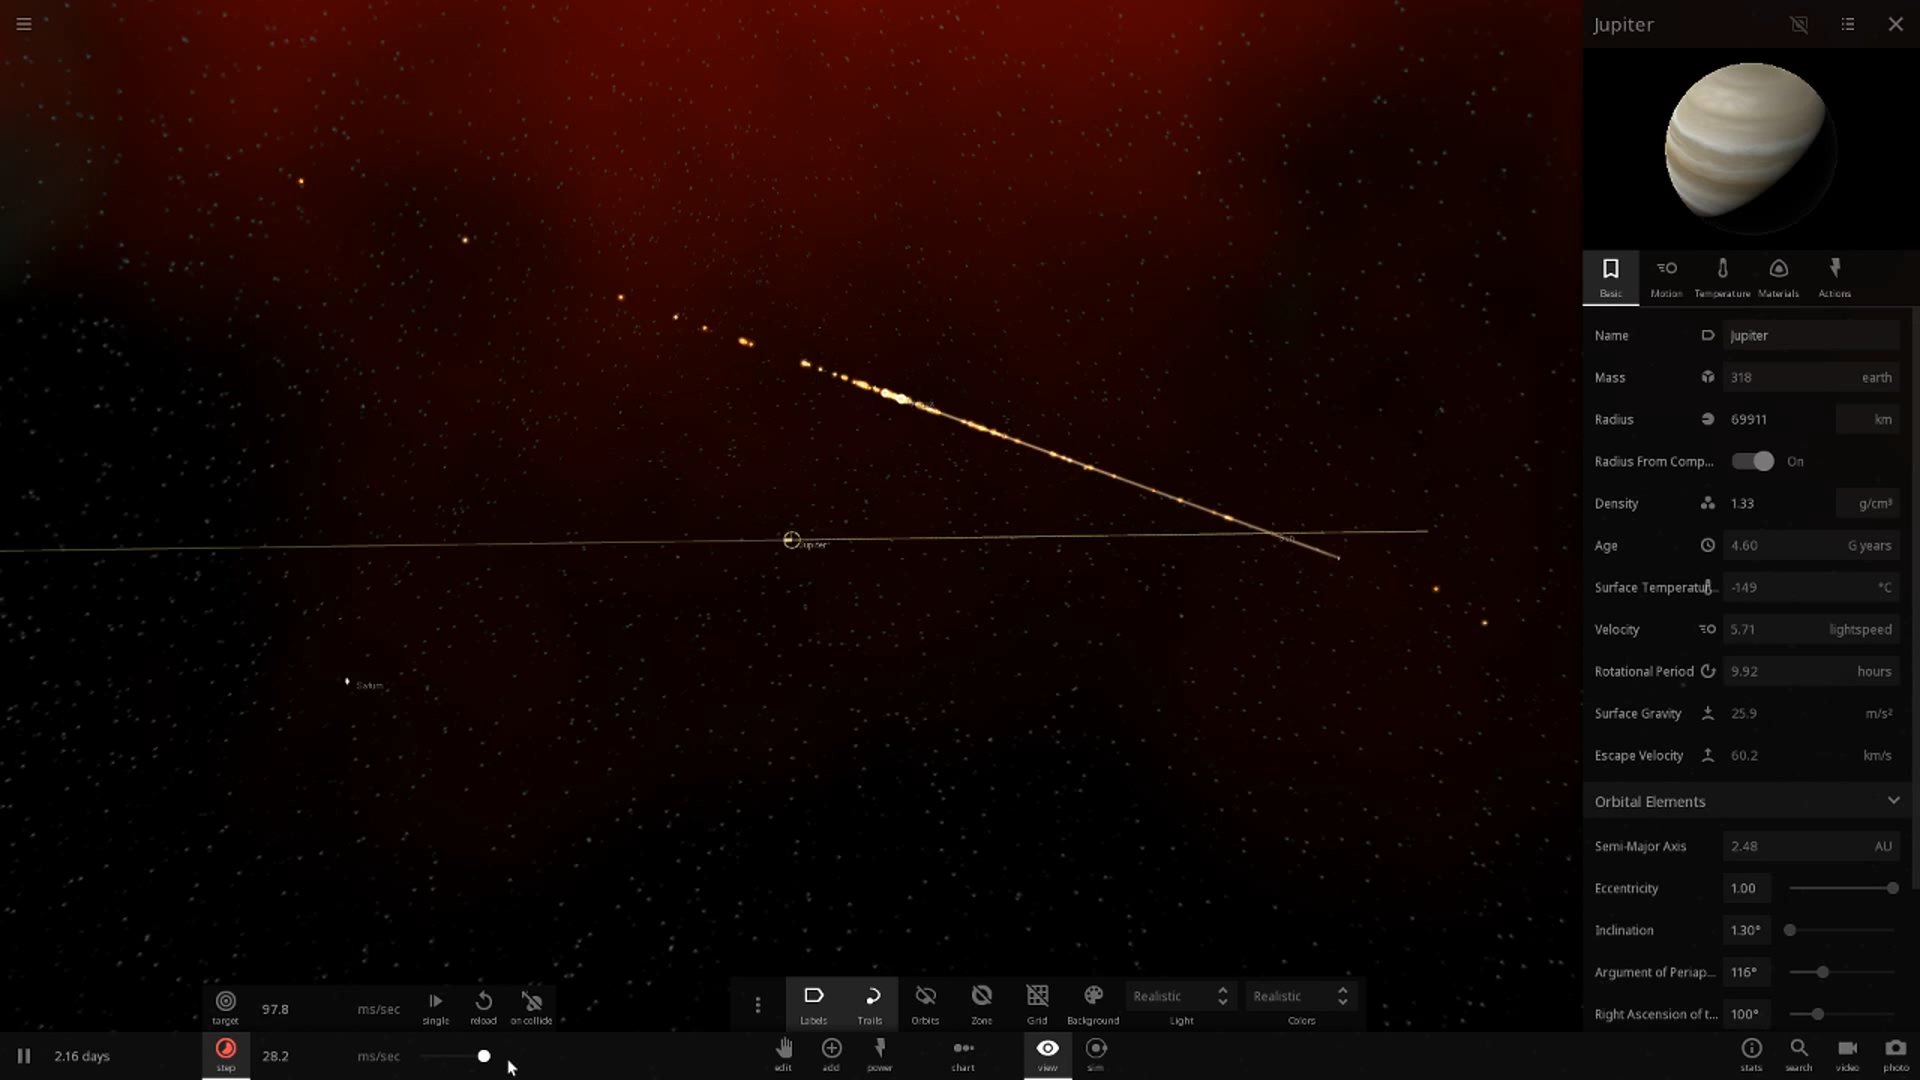 Jupiter
Basic
Motion
Temperature
Materials
Actions
Name
Jupiter
Mass
318
earth
Radius
69911
km
Radius From Comp...
On
Density
1.33
g/cm³
Age
4.60
G years
Surface Temperatur...
-149
°C
Velocity
5.71
lightspeed
Rotational Period
9.92
hours
Surface Gravity
25.9
m/s²
Escape Velocity
60.2
km/s
Orbital Elements
Semi-Major Axis
2.48
AU
Eccentricity
1.00
Inclination
1.30°
Argument of Periap...
116°
Right Ascension of t...
100°
Jupiter
Saturn
target
97.8
ms/sec
single
reload
on collide
Labels
Trails
Orbits
Zone
Grid
Background
Realistic
Light
Realistic
Colors
2.16 days
step
28.2
ms/sec
edit
add
power
chart
view
sim
stats
search
video
photo